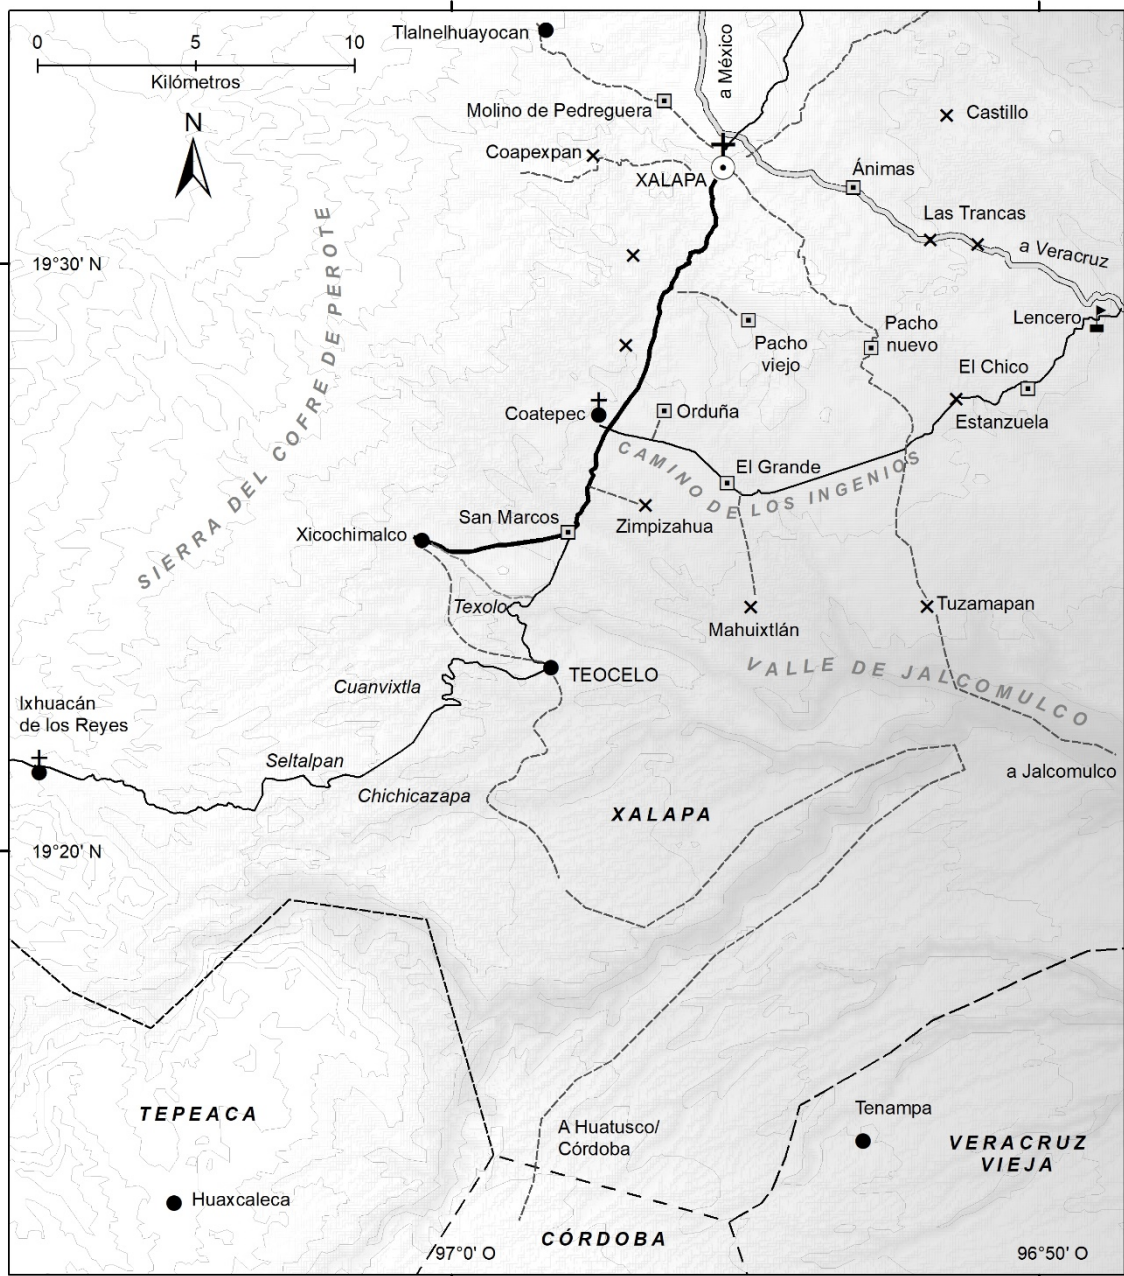 Tlalnelhuayocan
0 5 10
Kilómetros
a México
N
Molino de Pedreguera
Castillo
Coapexpan
XALAPA
Ánimas
Las Trancas
a Veracruz
19°30' N
SIERRA DEL COFRE DE PEROTE
Lencero
Pacho
viejo
Pacho
nuevo
El Chico
Coatepec
Orduña
Estanzuela
CAMINO DE LOS INGENIOS
El Grande
San Marcos
Zimpizahua
Xicochimalco
Texolo
Mahuixtlán
Tuzamapan
VALLE DE JALCOMULCO
TEOCELO
Cuanvixtla
Ixhuacán
de los Reyes
Seltalpan
Chichicazapa
a Jalcomulco
XALAPA
19°20' N
TEPEACA
A Huatusco/
Córdoba
Tenampa
VERACRUZ
VIEJA
Huaxcaleca
CÓRDOBA
97°0' O
96°50' O